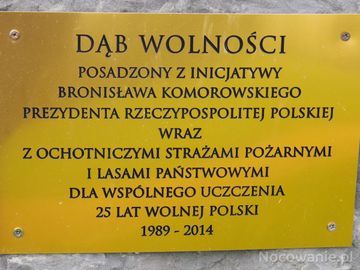 DĄB WOLNOŚCI
POSADZONY Z INICJATYWY
BRONISŁAWA KOMOROWSKIEGO
PREZYDENTA RZECZYPOSPOLITEJ POLSKIEJ
WRAZ
Z OCHOTNICZYMI STRAŻAMI POŻARNYMI
I LASAMI PAŃSTWOWYMI
DLA WSPÓLNEGO UCZCZENIA
25 LAT WOLNEJ POLSKI
1989 - 2014
Nocowanie.pl